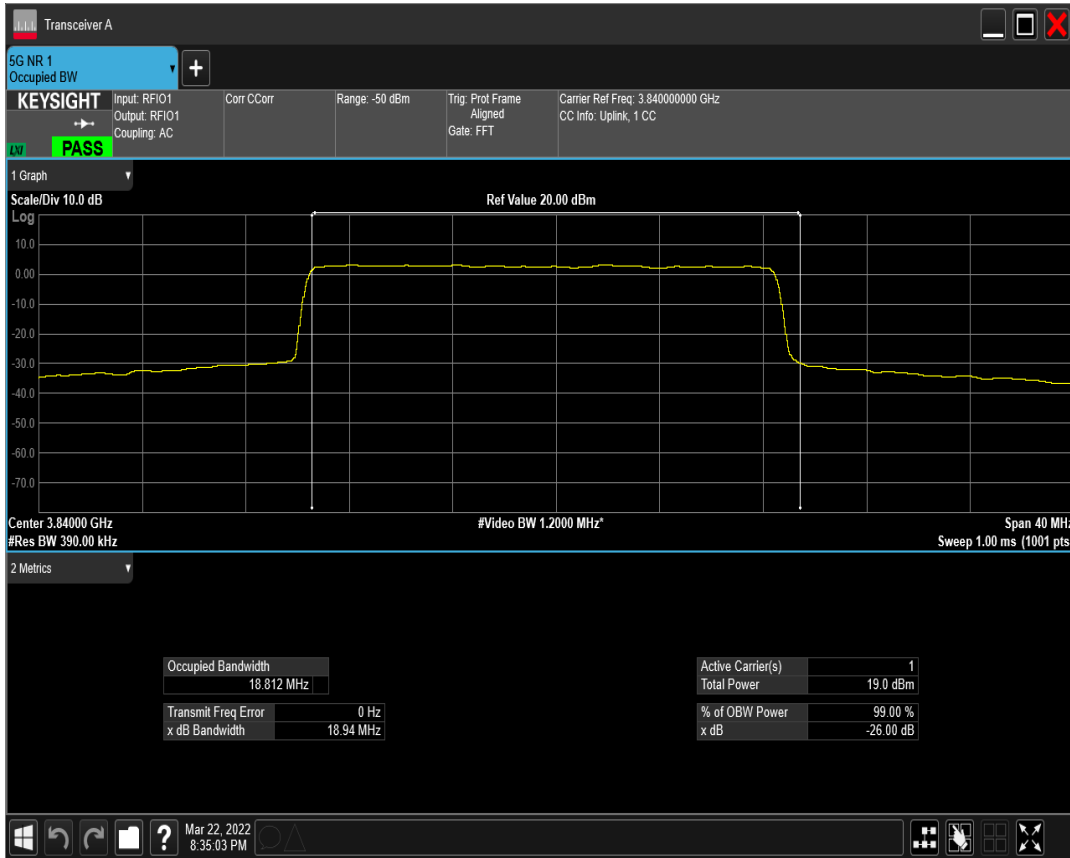 Transceiver A
5G NR 1
Occupied BW
KEYSIGHT
LXI
PASS
Input: RFIO1
Output: RFIO1
Coupling: AC
Corr CCorr
Range: -50 dBm
Trig: Prot Frame
Aligned
Gate: FFT
Carrier Ref Freq: 3.840000000 GHz
CC Info: Uplink, 1 CC
1 Graph
Scale/Div 10.0 dB
Ref Value 20.00 dBm
Log
10.0
0.00
-10.0
-20.0
-30.0
-40.0
-50.0
-60.0
-70.0
Center 3.84000 GHz
#Video BW 1.2000 MHz*
Span 40 MHz
#Res BW 390.00 kHz
Sweep 1.00 ms (1001 pts
2 Metrics
Occupied Bandwidth
18.812 MHz
Transmit Freq Error 0 Hz
x dB Bandwidth 18.94 MHz
Active Carrier(s) 1
Total Power 19.0 dBm
% of OBW Power 99.00 %
x dB -26.00 dB
?
Mar 22, 2022
8:35:03 PM